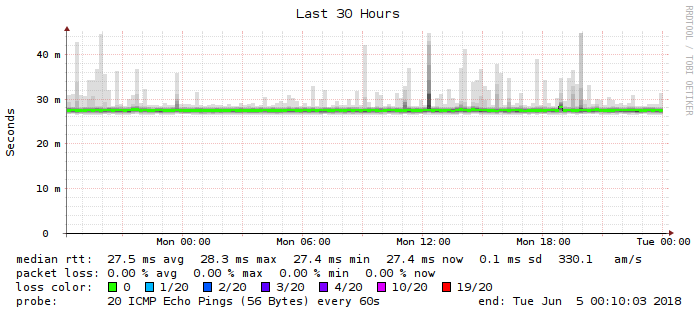 Last 30 Hours
RRDTOOL / TOBI OETIKER
Seconds
40 m
30 m
20 m
10 m
0
Mon 00:00 Mon 06:00 Mon 12:00 Mon 18:00 Tue 00:00
median rtt: 27.5 ms avg 28.3 ms max 27.4 ms min 27.4 ms now 0.1 ms sd 330.1 am/s
packet loss: 0.00 % avg 0.00 % max 0.00 % min 0.00 % now
loss color: 0 1/20 2/20 3/20 4/20 10/20 19/20
probe: 20 ICMP Echo Pings (56 Bytes) every 60s end: Tue Jun 5 00:10:03 2018